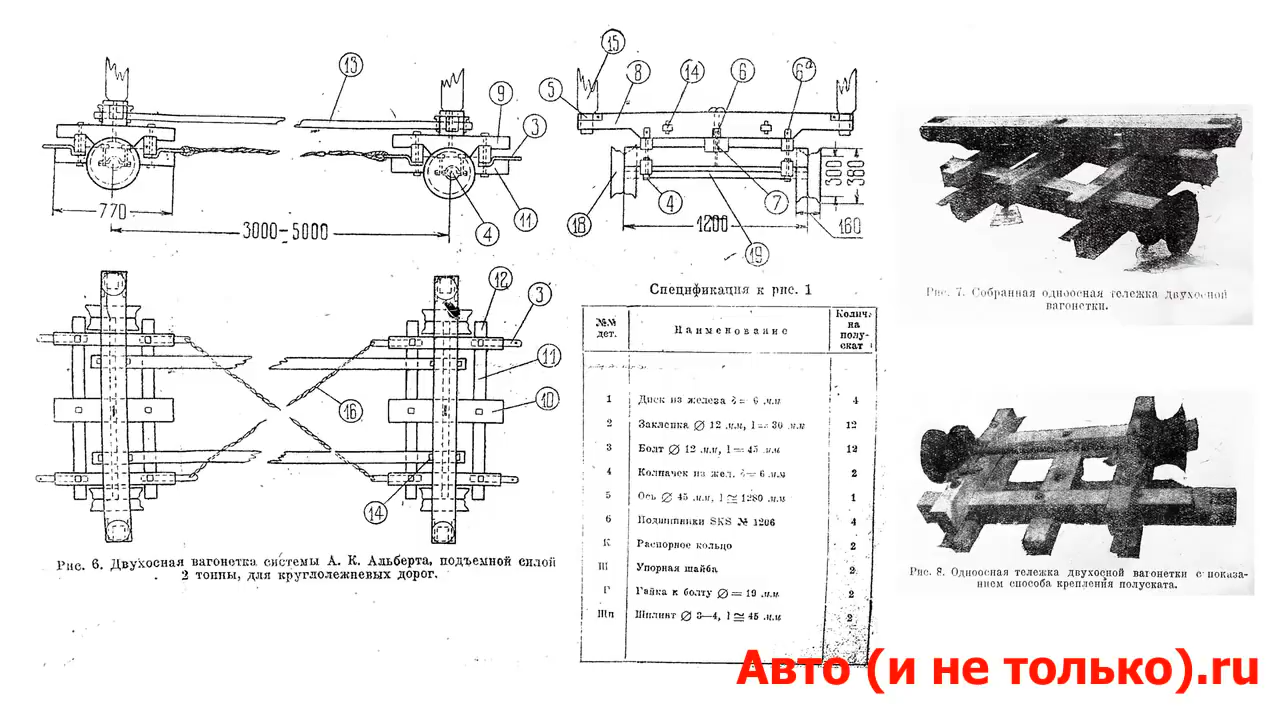 13
9
3
770
3000-5000
4
11
15
5
8
14
6
6а
18
4
7
300
380
1200
160
19
12
3
11
16
10
14
Рис. 6. Двухосная вагонетка системы А. К. Альберта, подъемной силой
2 тонны, для круглолежневых дорог.
Спецификация к рис. 1
№№ дет. Наименование Колич. на полускат
1 Диск из железа δ = 6 мм 4
2 Заклепка ∅ 12 мм, l = 30 мм 12
3 Болт ∅ 12 мм, l = 45 мм 12
4 Колпачек из жел. δ = 6 мм 2
5 Ось ∅ 45 мм, l ≅ 1280 мм 1
6 Подшипники SKS № 1206 4
К Распорное кольцо 2
Ш Упорная шайба 2
Г Гайка к болту ∅ = 19 мм 2
Шп Шплинт ∅ 3—4, l ≅ 45 мм 2
Рис. 7. Собранная одноосная тележка двухосной
вагонетки.
Рис. 8. Одноосная тележка двухосной вагонетки с показа-
нием способа крепления полуската.
Авто (и не только).ru